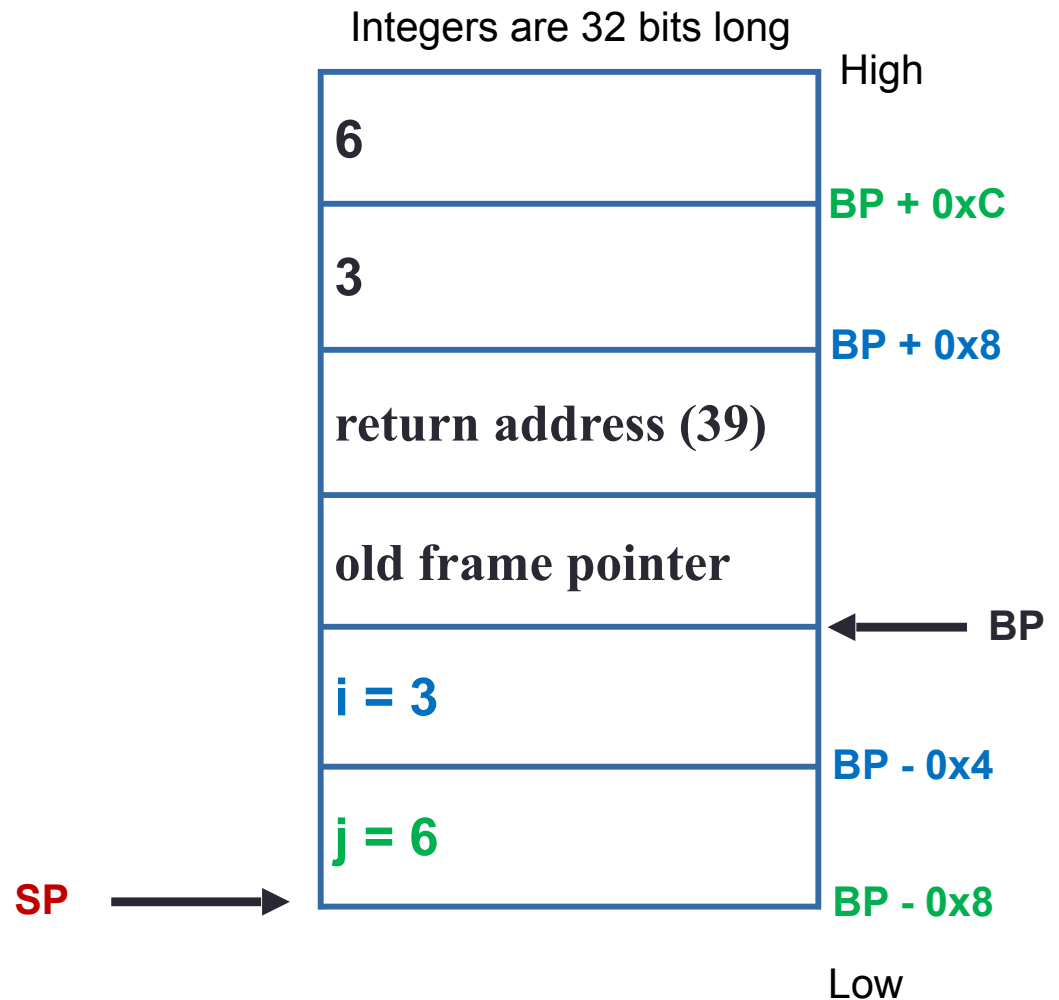 Integers are 32 bits long
High
6
BP + 0xC
3
BP + 0x8
return address (39)
old frame pointer
BP
i = 3
BP - 0x4
j = 6
SP
BP - 0x8
Low